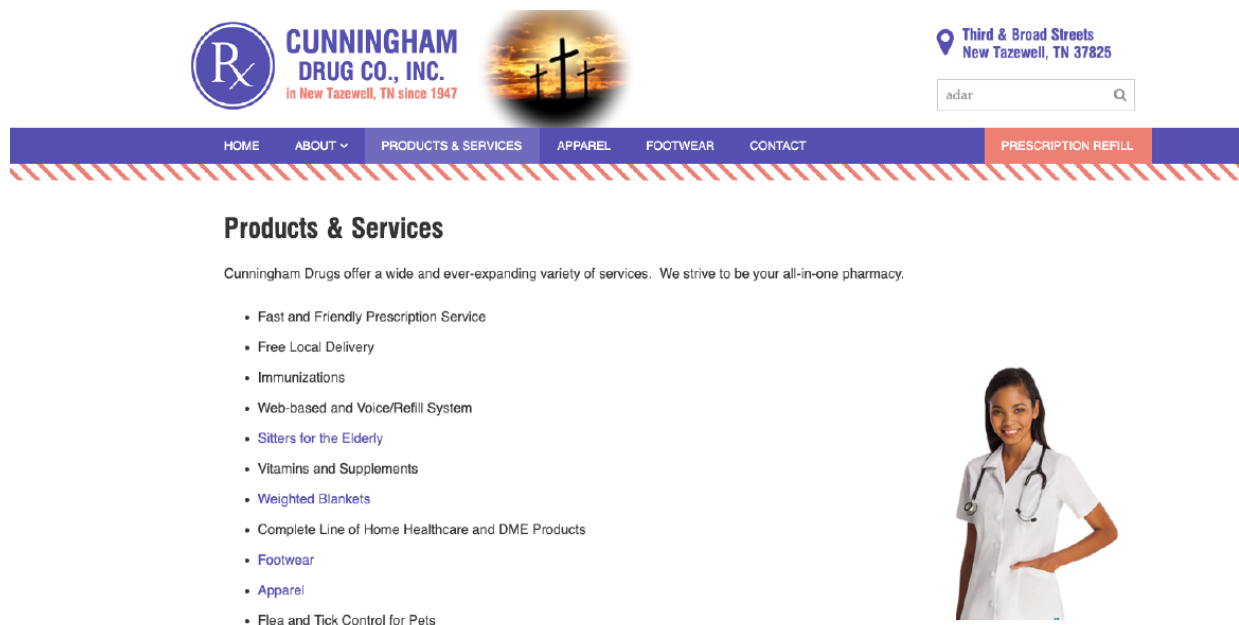 Rx
CUNNINGHAM
DRUG CO., INC.
in New Tazewell, TN since 1947
Third & Broad Streets
New Tazewell, TN 37825
adar
HOME
ABOUT
PRODUCTS & SERVICES
APPAREL
FOOTWEAR
CONTACT
PRESCRIPTION REFILL
Products & Services
Cunningham Drugs offer a wide and ever-expanding variety of services. We strive to be your all-in-one pharmacy.
• Fast and Friendly Prescription Service
• Free Local Delivery
• Immunizations
• Web-based and Voice/Refill System
• Sitters for the Elderly
• Vitamins and Supplements
• Weighted Blankets
• Complete Line of Home Healthcare and DME Products
• Footwear
• Apparel
• Flea and Tick Control for Pets